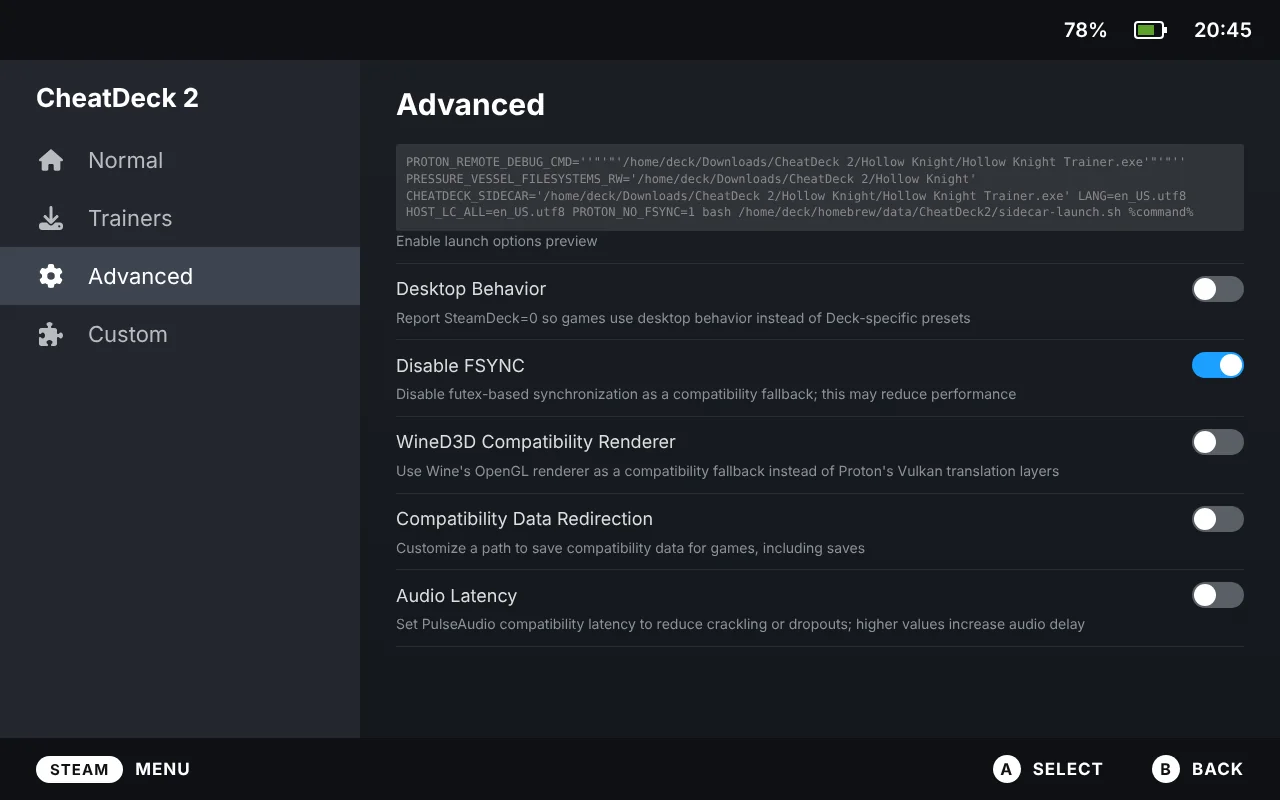 78% 20:45
CheatDeck 2
Normal
Trainers
Advanced
Custom
Advanced
PROTON_REMOTE_DEBUG_CMD=''"'"'/home/deck/Downloads/CheatDeck 2/Hollow Knight/Hollow Knight Trainer.exe'"'"''
PRESSURE_VESSEL_FILESYSTEMS_RW='/home/deck/Downloads/CheatDeck 2/Hollow Knight'
CHEATDECK_SIDECAR='/home/deck/Downloads/CheatDeck 2/Hollow Knight/Hollow Knight Trainer.exe' LANG=en_US.utf8
HOST_LC_ALL=en_US.utf8 PROTON_NO_FSYNC=1 bash /home/deck/homebrew/data/CheatDeck2/sidecar-launch.sh %command%
Enable launch options preview
Desktop Behavior
Report SteamDeck=0 so games use desktop behavior instead of Deck-specific presets
Disable FSYNC
Disable futex-based synchronization as a compatibility fallback; this may reduce performance
WineD3D Compatibility Renderer
Use Wine's OpenGL renderer as a compatibility fallback instead of Proton's Vulkan translation layers
Compatibility Data Redirection
Customize a path to save compatibility data for games, including saves
Audio Latency
Set PulseAudio compatibility latency to reduce crackling or dropouts; higher values increase audio delay
STEAM MENU
A SELECT B BACK